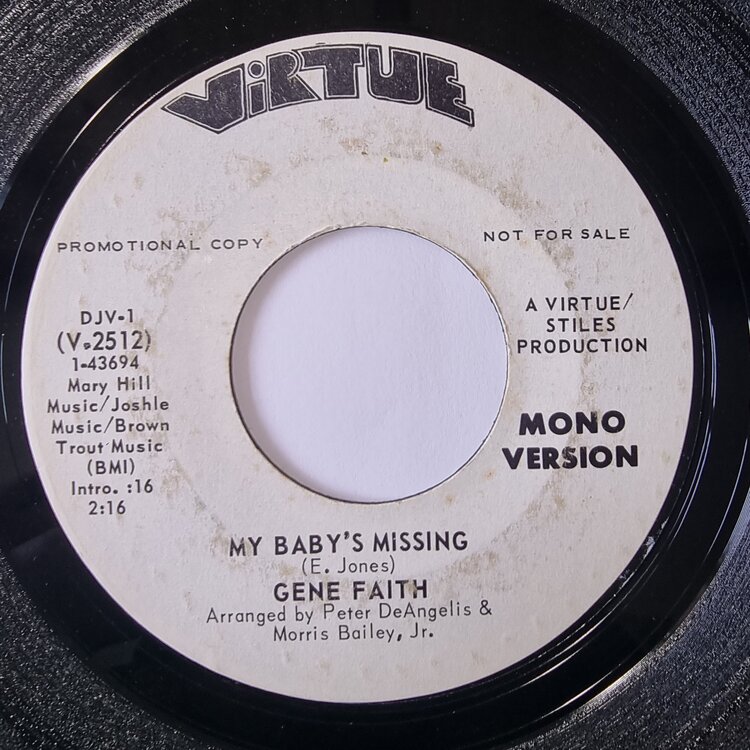 ViRTUE
PROMOTIONAL COPY
NOT FOR SALE
DJV-1
(V-2512)
1-43694
Mary Hill
Music/Joshie
Music/Brown
Trout Music
(BMI)
Intro. :16
2:16
A VIRTUE/
STILES
PRODUCTION
MONO
VERSION
MY BABY'S MISSING
(E. Jones)
GENE FAITH
Arranged by Peter DeAngelis &
Morris Bailey, Jr.